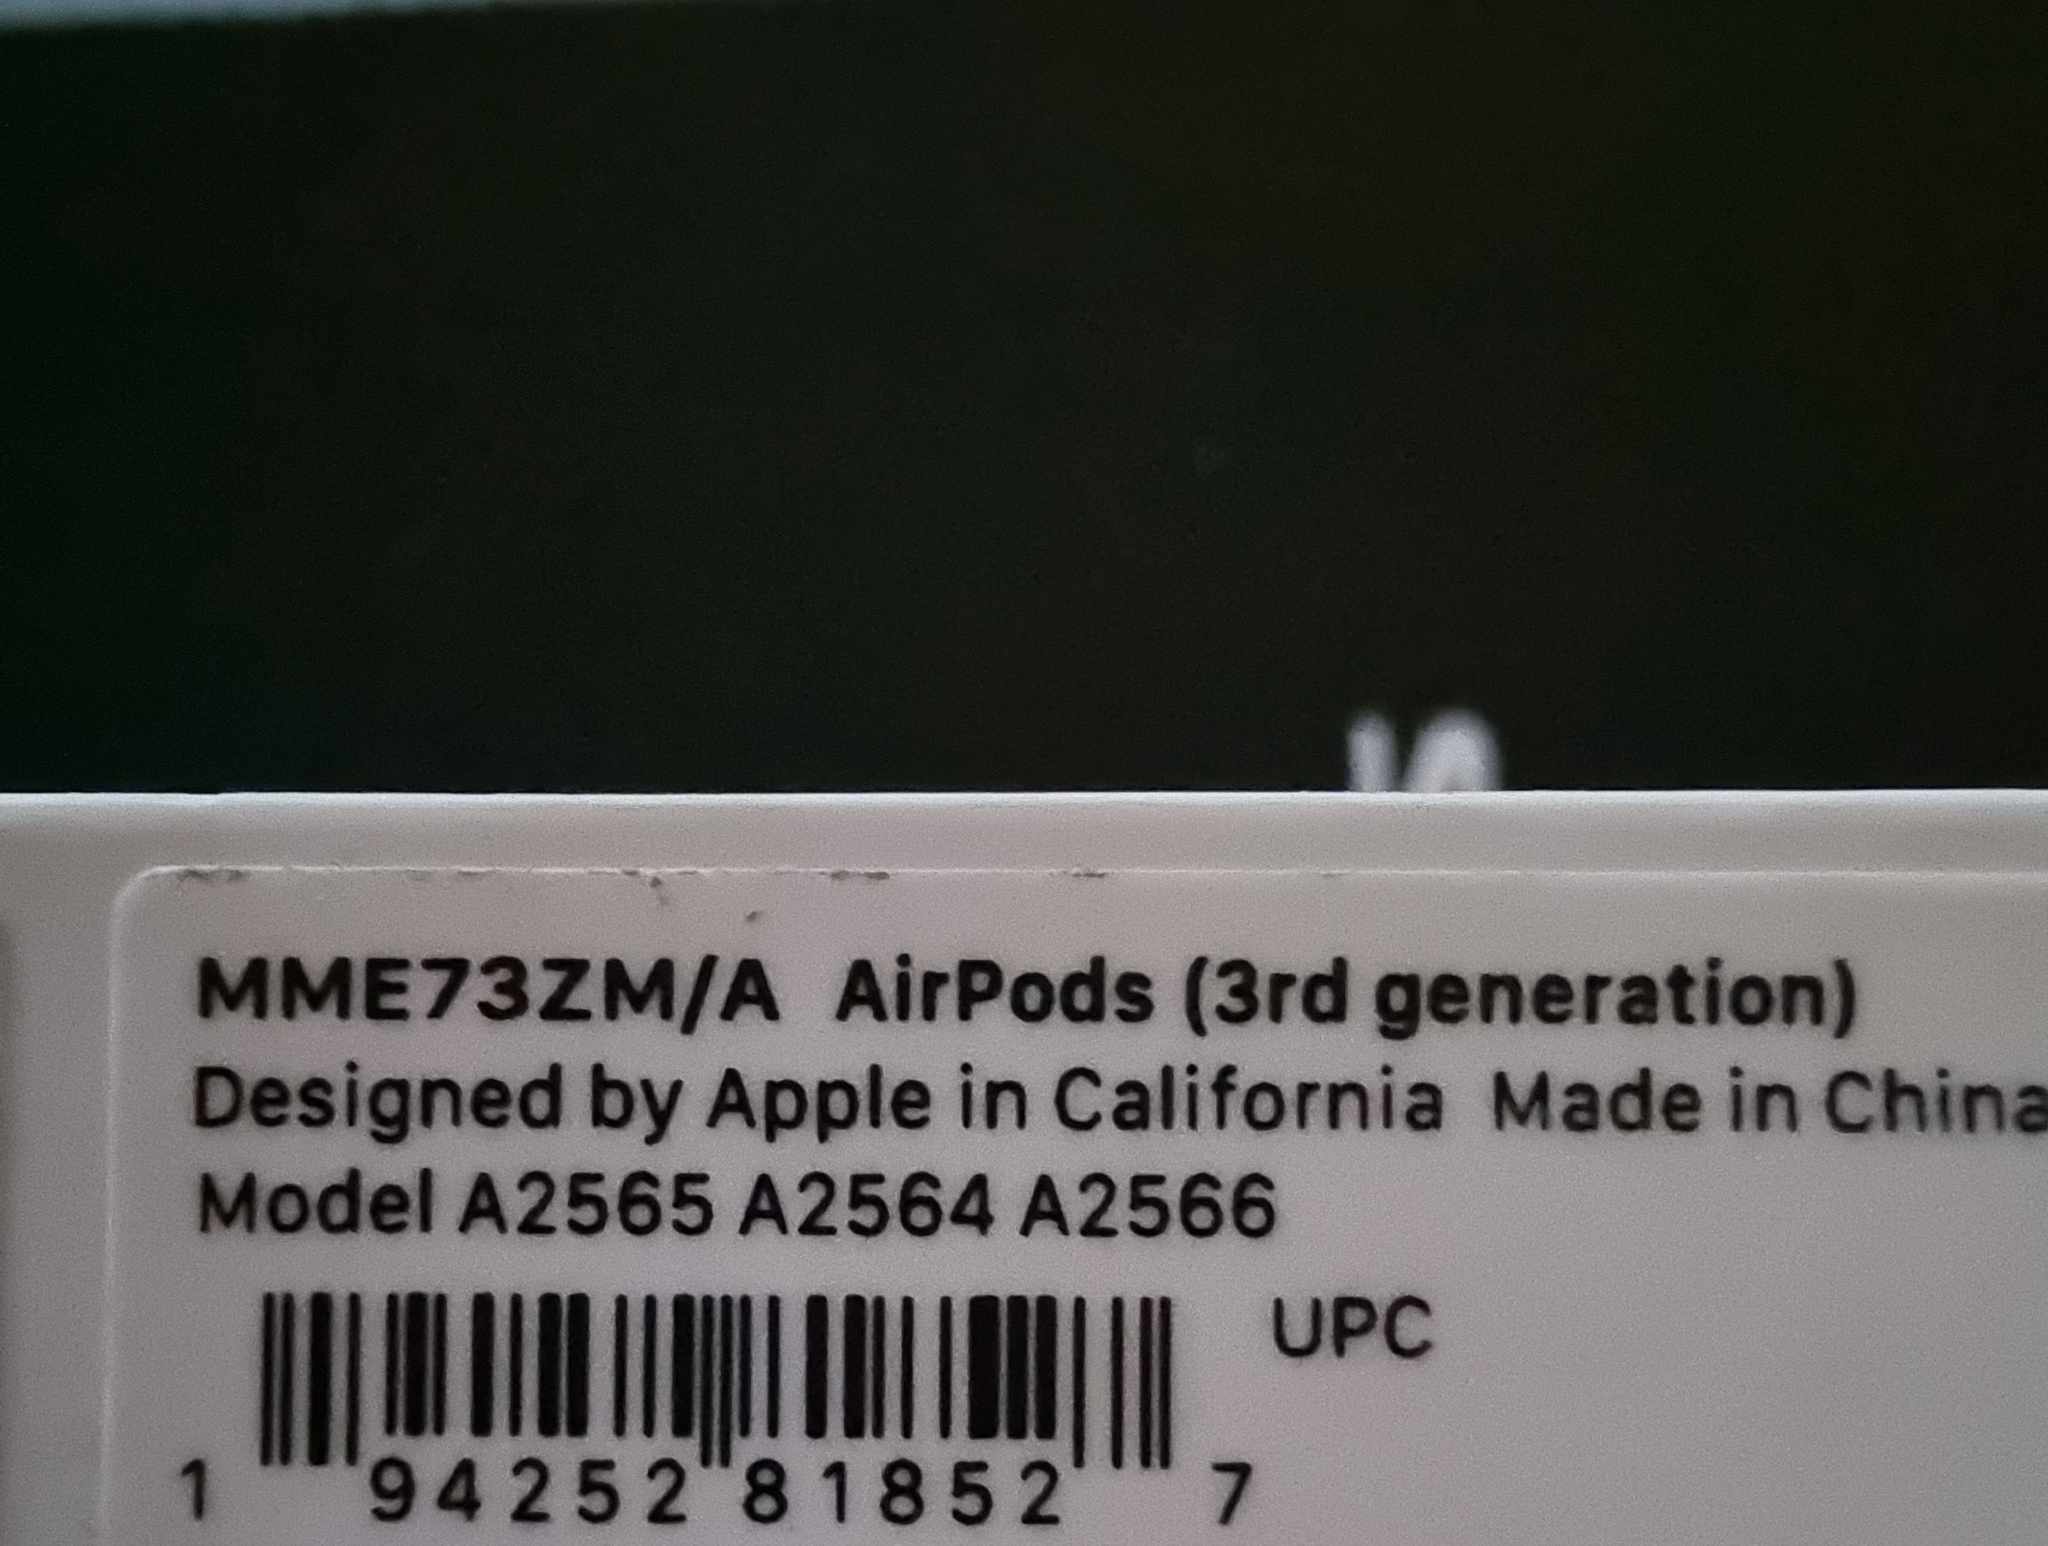 MME73ZM/A AirPods (3rd generation)
Designed by Apple in California Made in China
Model A2565 A2564 A2566
UPC
1 94252 81852 7